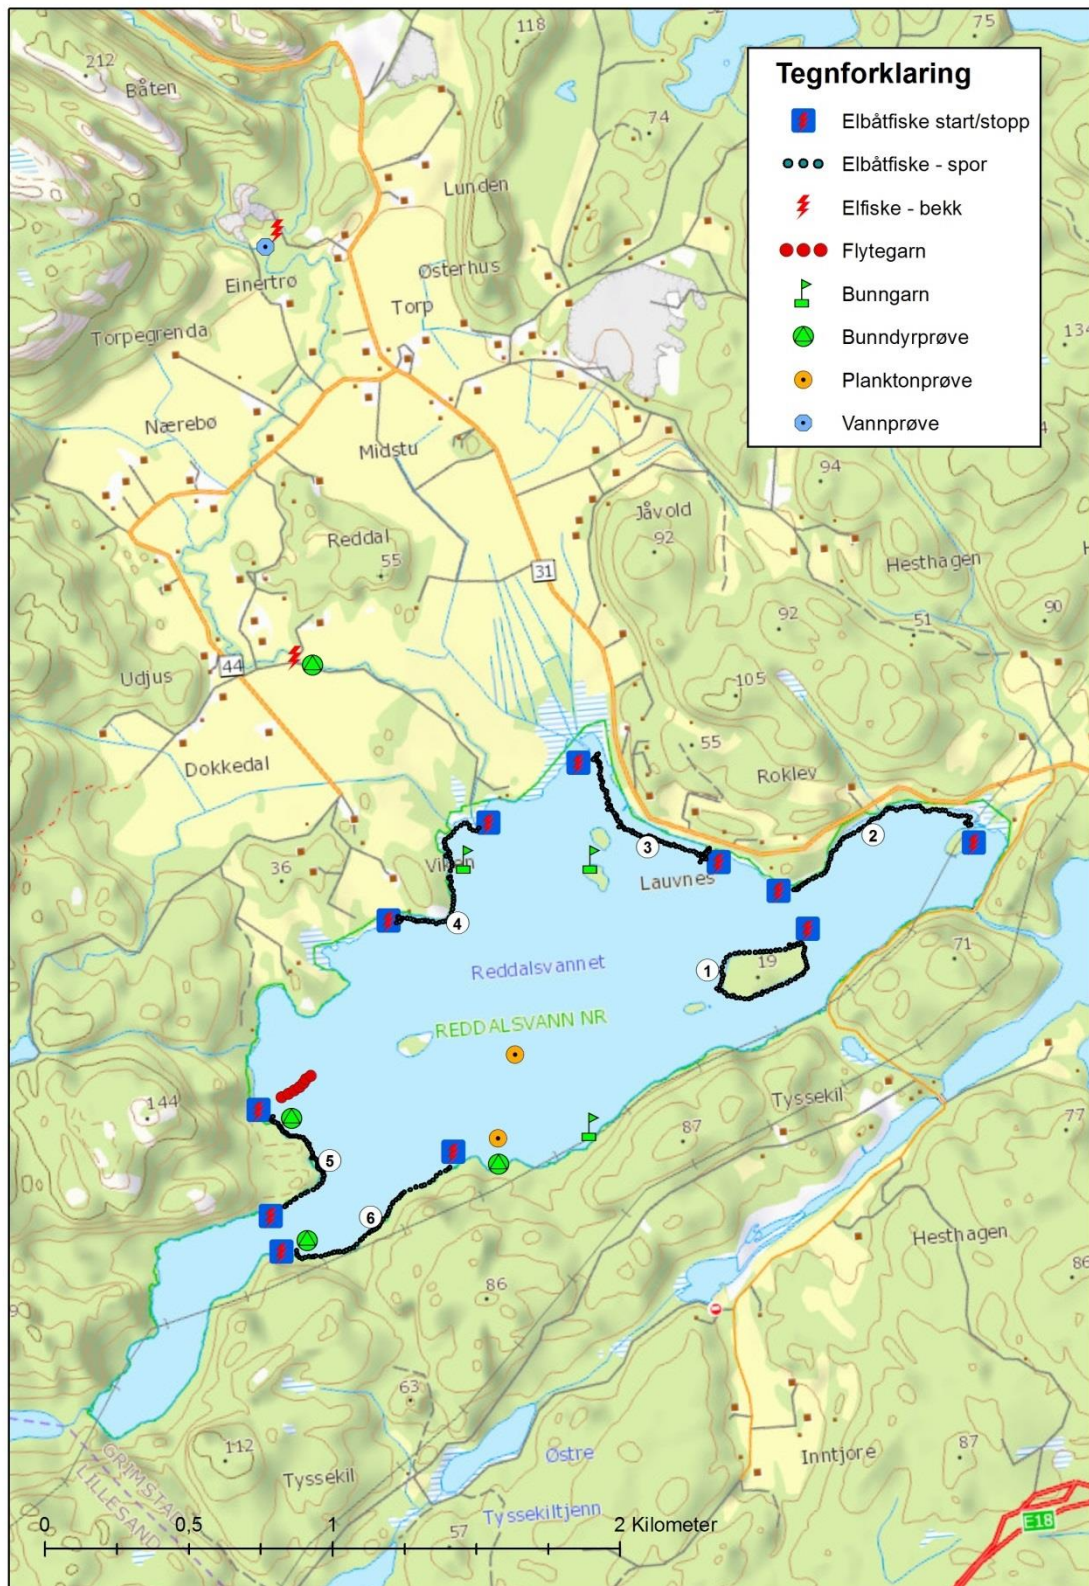 118
75
212
Båten
Tegnforklaring
Elbåtfiske start/stopp
Elbåtfiske - spor
Elfiske - bekk
Flytegarn
Bunngarn
Bunndyrprøve
Planktonprøve
Vannprøve
74
Lunden
Østerhus
Einertrø
Torp
Torpegrenda
134
Nærebø
Midstu
94
Jåvold
92
Reddal
55
31
Hesthagen
92
51
90
44
Udjus
105
Dokkedal
55
Roklev
2
3
36
Viken
Lauvnes
4
71
Reddalsvannet
1
19
REDDALSVANN NR
144
Tyssekil
87
77
5
6
Hesthagen
86
86
63
112
Østre
Inntjore
87
GRIMSTAD
LILLESAND
Tyssekil
Tyssekiltjenn
57
E18
0
0,5
1
2 Kilometer